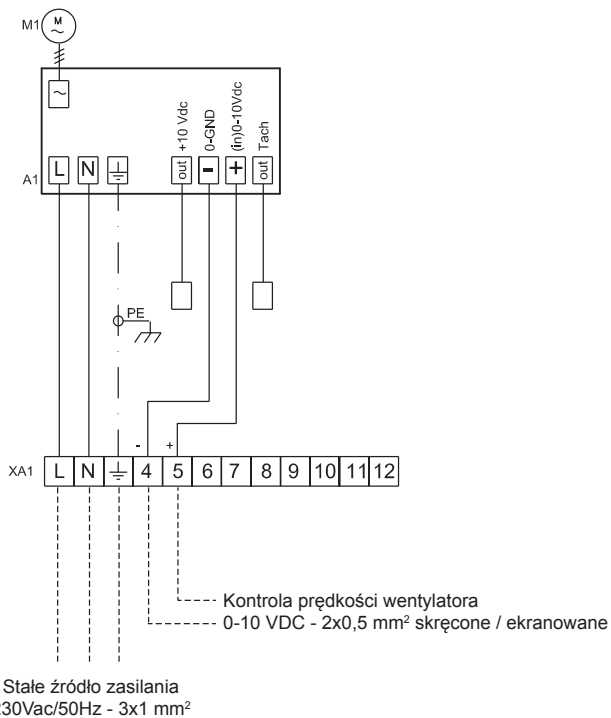 M1
M
~
out +10 Vdc
- 0-GND
+ (in)0-10Vdc
out Tach
A1
L N
PE
- +
XA1 L N 4 5 6 7 8 9 10 11 12
Kontrola prędkości wentylatora
0-10 VDC - 2x0,5 mm² skręcone / ekranowane
Stałe źródło zasilania
230Vac/50Hz - 3x1 mm²